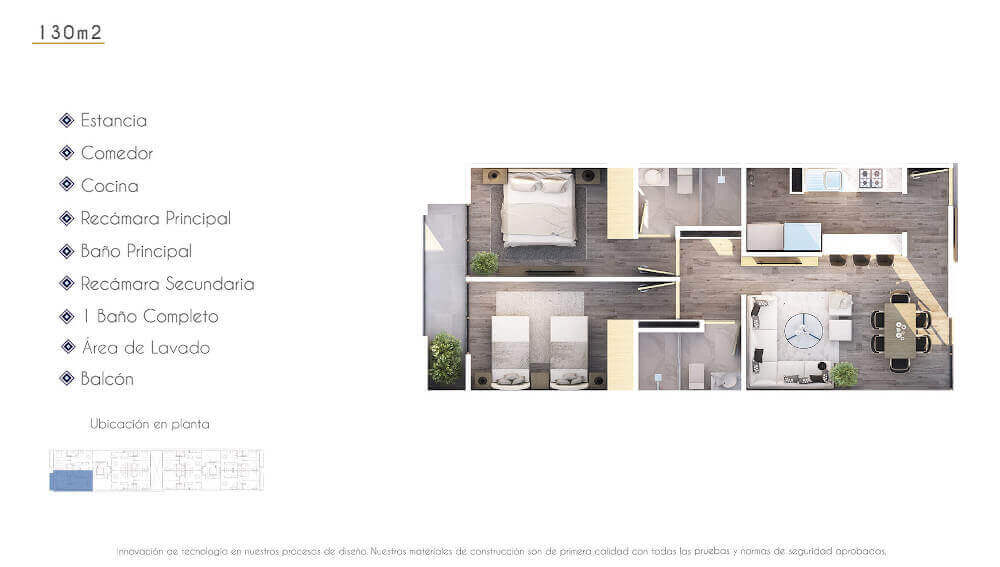 130m2
Estancia
Comedor
Cocina
Recámara Principal
Baño Principal
Recámara Secundaria
1 Baño Completo
Área de Lavado
Balcón
Ubicación en planta
Innovación de tecnología en nuestros procesos de diseño. Nuestros materiales de construcción son de primera calidad con todas las pruebas y normas de seguridad aprobados.